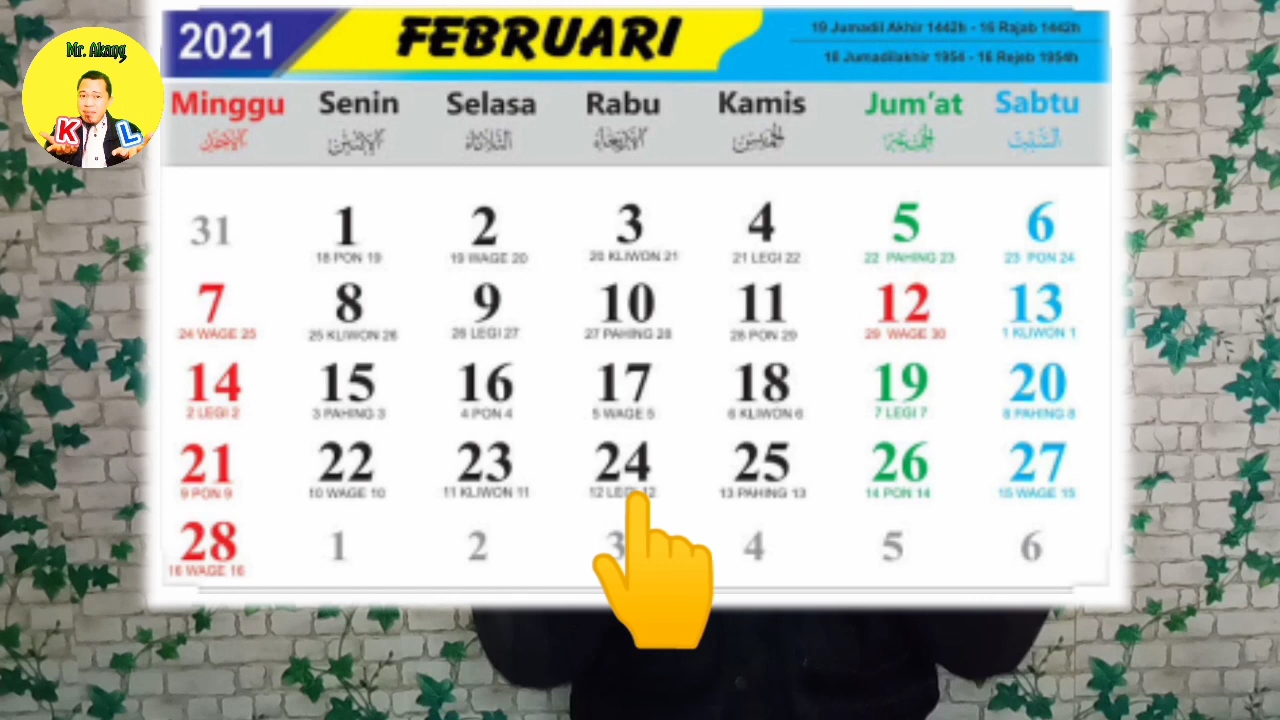 Mr. Akang
K L
2021 FEBRUARI
19 Jumadil Akhir 1442h - 16 Rajab 1442h
18 Jumadilakhir 1954 - 16 Rejeb 1954h
Minggu Senin Selasa Rabu Kamis Jum'at Sabtu
31 1 2 3 4 5 6
18 PON 19 19 WAGE 20 20 KLIWON 21 21 LEGI 22 22 PAHING 23 23 PON 24
7 8 9 10 11 12 13
24 WAGE 25 25 KLIWON 26 26 LEGI 27 27 PAHING 28 28 PON 29 29 WAGE 30 1 KLIWON 1
14 15 16 17 18 19 20
2 LEGI 2 3 PAHING 3 4 PON 4 5 WAGE 5 6 KLIWON 6 7 LEGI 7 8 PAHING 8
21 22 23 24 25 26 27
9 PON 9 10 WAGE 10 11 KLIWON 11 12 13 PAHING 13 14 PON 14 15 WAGE 15
28 1 2 3 4 5 6
16 WAGE 16